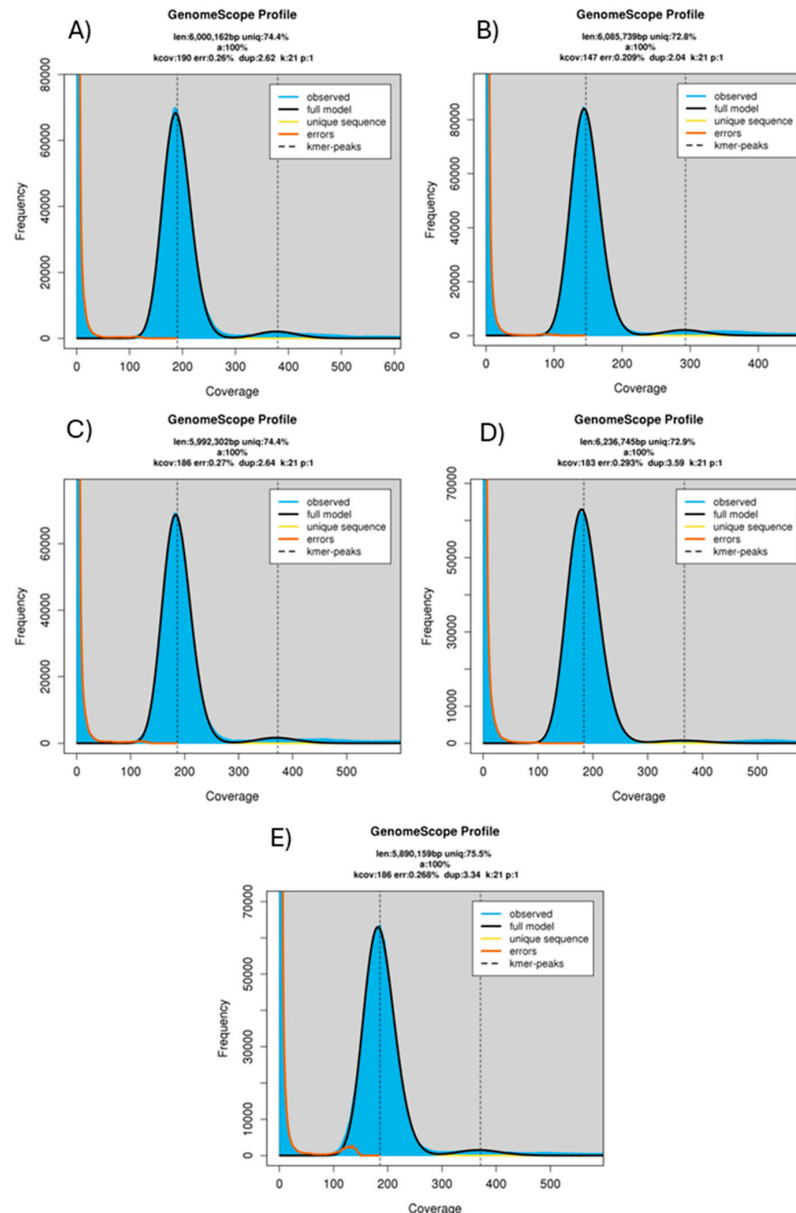 A)
GenomeScope Profile
len:6,000,162bp uniq:74.4%
a:100%
kcov:190 err:0.26% dup:2.62 k:21 p:1
80000
60000
40000
20000
0
Frequency
observed
full model
unique sequence
errors
kmer-peaks
0 100 200 300 400 500 600
Coverage
B)
GenomeScope Profile
len:6,085,739bp uniq:72.8%
a:100%
kcov:147 err:0.209% dup:2.04 k:21 p:1
80000
60000
40000
20000
0
Frequency
observed
full model
unique sequence
errors
kmer-peaks
0 100 200 300 400
Coverage
C)
GenomeScope Profile
len:5,992,302bp uniq:74.4%
a:100%
kcov:186 err:0.27% dup:2.64 k:21 p:1
60000
40000
20000
0
Frequency
observed
full model
unique sequence
errors
kmer-peaks
0 100 200 300 400 500
Coverage
D)
GenomeScope Profile
len:6,236,745bp uniq:72.9%
a:100%
kcov:183 err:0.293% dup:3.59 k:21 p:1
70000
50000
30000
10000
0
Frequency
observed
full model
unique sequence
errors
kmer-peaks
0 100 200 300 400 500
Coverage
E)
GenomeScope Profile
len:5,890,159bp uniq:75.5%
a:100%
kcov:186 err:0.268% dup:3.34 k:21 p:1
70000
50000
30000
10000
0
Frequency
observed
full model
unique sequence
errors
kmer-peaks
0 100 200 300 400 500
Coverage